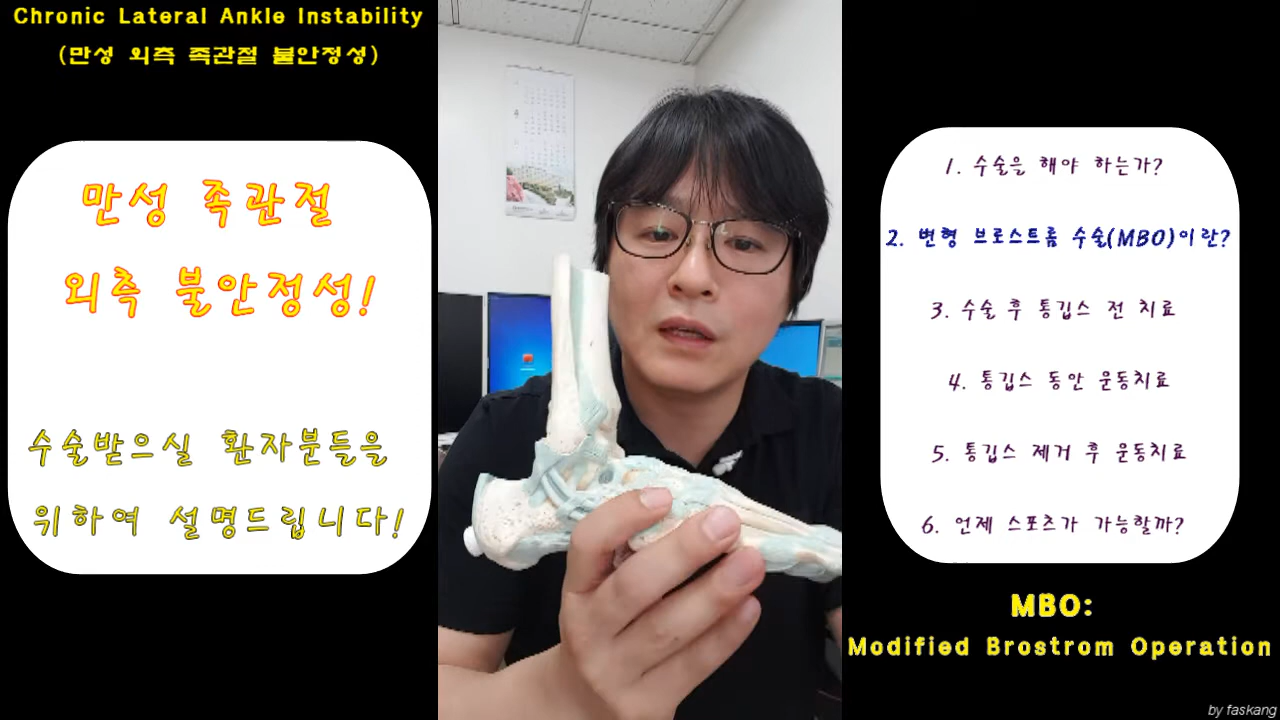 Chronic Lateral Ankle Instability
(만성 외측 족관절 불안정성)
만성 족관절
외측 불안정성!
수술받으실 환자분들을
위하여 설명드립니다!
1. 수술을 해야 하는가?
2. 변형 브로스트롬 수술(MBO)이란?
3. 수술 후 통깁스 전 치료
4. 통깁스 동안 운동치료
5. 통깁스 제거 후 운동치료
6. 언제 스포츠가 가능할까?
MBO:
Modified Brostrom Operation
by faskang